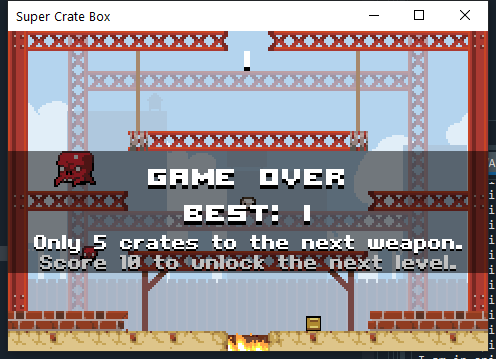 Super Crate Box
1
GAME OVER
BEST: 1
Only 5 crates to the next weapon.
Score 10 to unlock the next level.